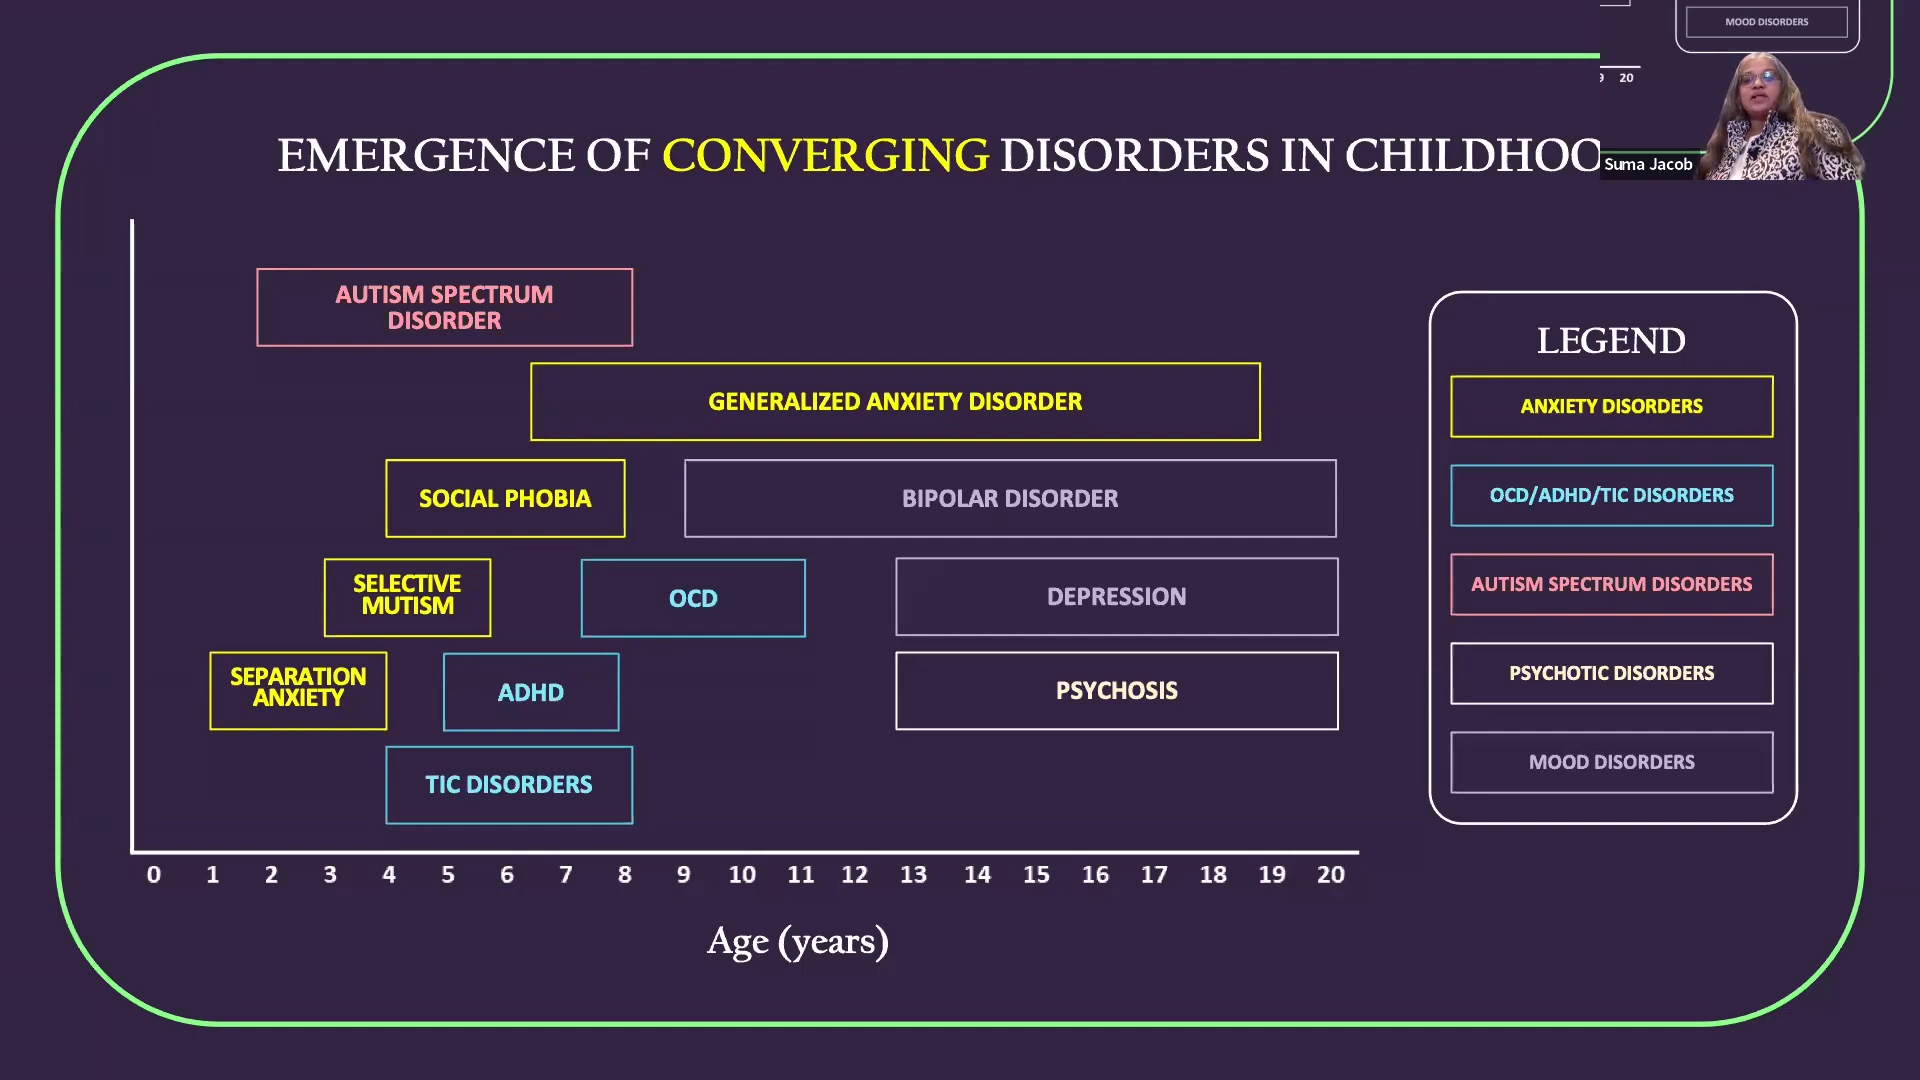 MOOD DISORDERS
9 20
Suma Jacob
EMERGENCE OF CONVERGING DISORDERS IN CHILDHOO
AUTISM SPECTRUM
DISORDER
GENERALIZED ANXIETY DISORDER
SOCIAL PHOBIA
BIPOLAR DISORDER
SELECTIVE
MUTISM
OCD
DEPRESSION
SEPARATION
ANXIETY
ADHD
PSYCHOSIS
TIC DISORDERS
0 1 2 3 4 5 6 7 8 9 10 11 12 13 14 15 16 17 18 19 20
Age (years)
LEGEND
ANXIETY DISORDERS
OCD/ADHD/TIC DISORDERS
AUTISM SPECTRUM DISORDERS
PSYCHOTIC DISORDERS
MOOD DISORDERS